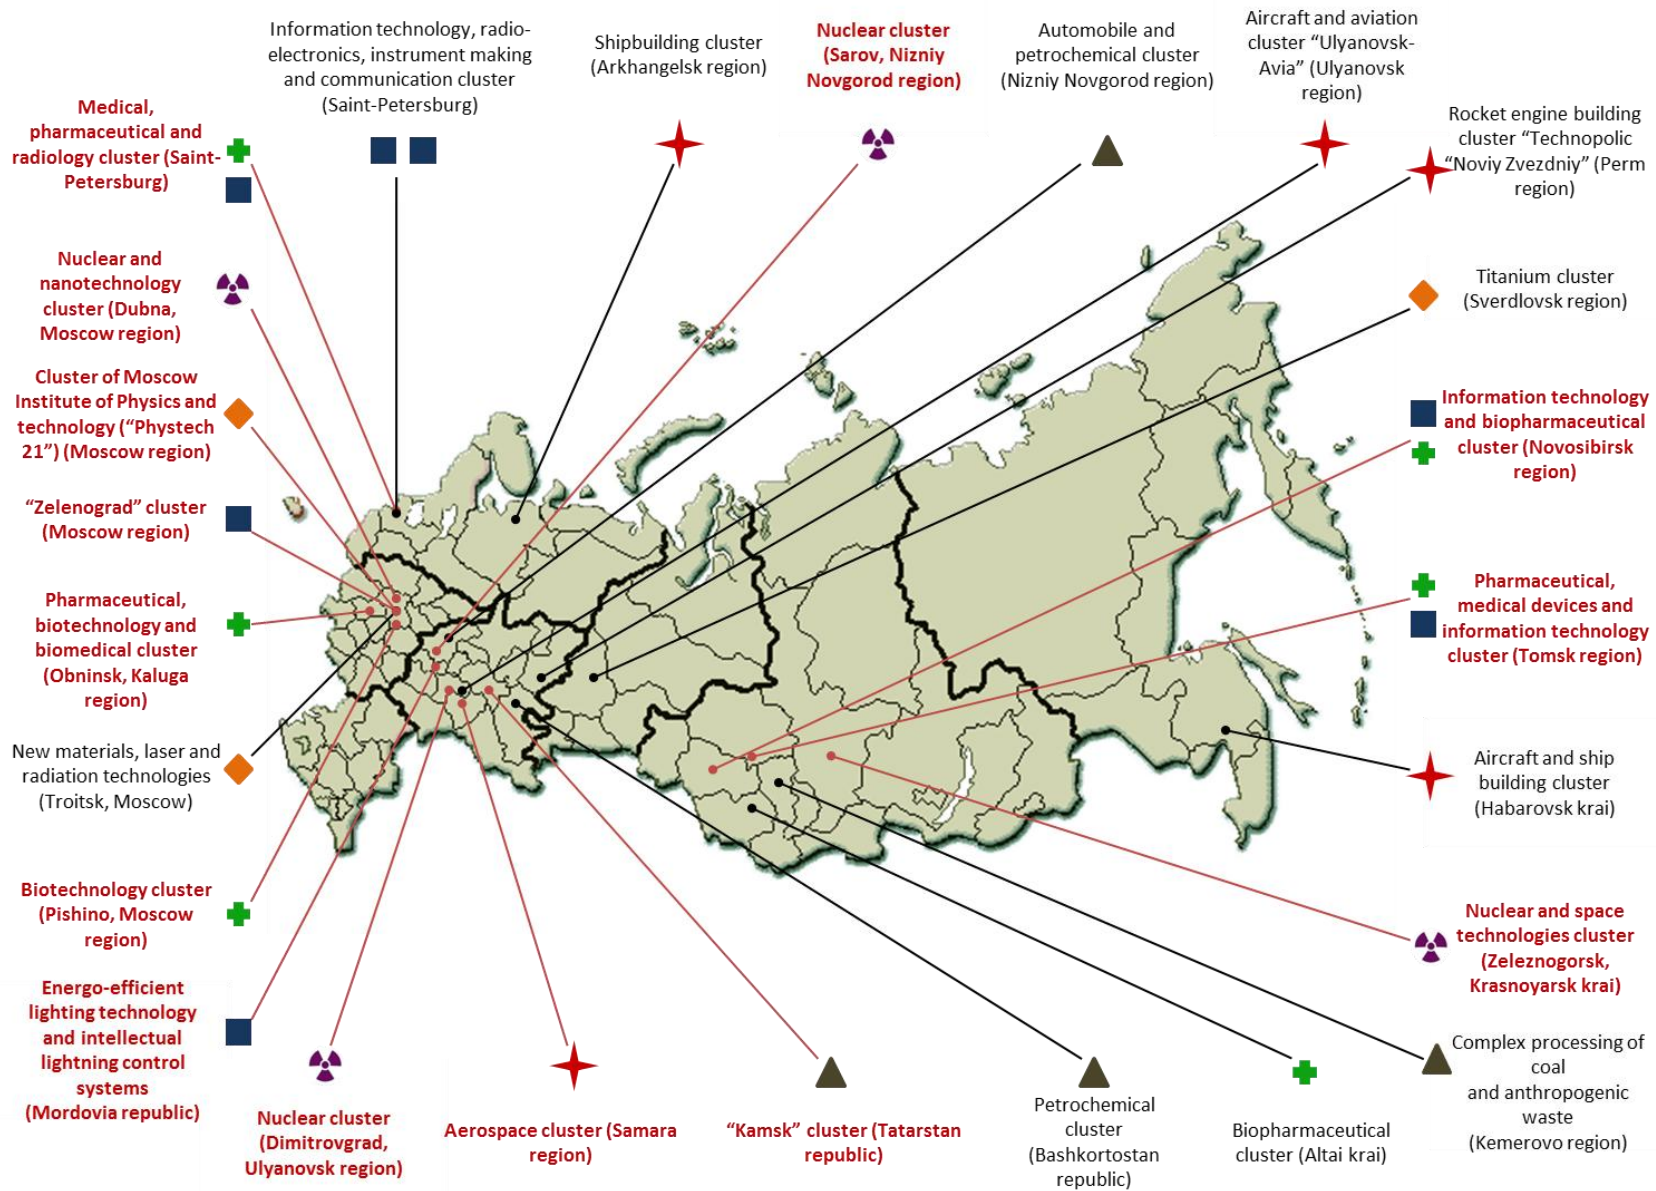 Information technology, radio-
electronics, instrument making
and communication cluster
(Saint-Petersburg)
Shipbuilding cluster
(Arkhangelsk region)
Nuclear cluster
(Sarov, Nizniy
Novgorod region)
Automobile and
petrochemical cluster
(Nizniy Novgorod region)
Aircraft and aviation
cluster “Ulyanovsk-
Avia” (Ulyanovsk
region)
Rocket engine building
cluster “Technopolic
“Noviy Zvezdniy” (Perm
region)
Titanium cluster
(Sverdlovsk region)
Information technology
and biopharmaceutical
cluster (Novosibirsk
region)
Pharmaceutical,
medical devices and
information technology
cluster (Tomsk region)
Aircraft and ship
building cluster
(Habarovsk krai)
Nuclear and space
technologies cluster
(Zeleznogorsk,
Krasnoyarsk krai)
Complex processing of
coal
and anthropogenic
waste
(Kemerovo region)
Medical,
pharmaceutical and
radiology cluster (Saint-
Petersburg)
Nuclear and
nanotechnology
cluster (Dubna,
Moscow region)
Cluster of Moscow
Institute of Physics and
technology (“Phystech
21”) (Moscow region)
“Zelenograd” cluster
(Moscow region)
Pharmaceutical,
biotechnology and
biomedical cluster
(Obninsk, Kaluga
region)
New materials, laser and
radiation technologies
(Troitsk, Moscow)
Biotechnology cluster
(Pishino, Moscow
region)
Energo-efficient
lighting technology
and intellectual
lightning control
systems
(Mordovia republic)
Nuclear cluster
(Dimitrovgrad,
Ulyanovsk region)
Aerospace cluster (Samara
region)
“Kamsk” cluster (Tatarstan
republic)
Petrochemical
cluster
(Bashkortostan
republic)
Biopharmaceutical
cluster (Altai krai)